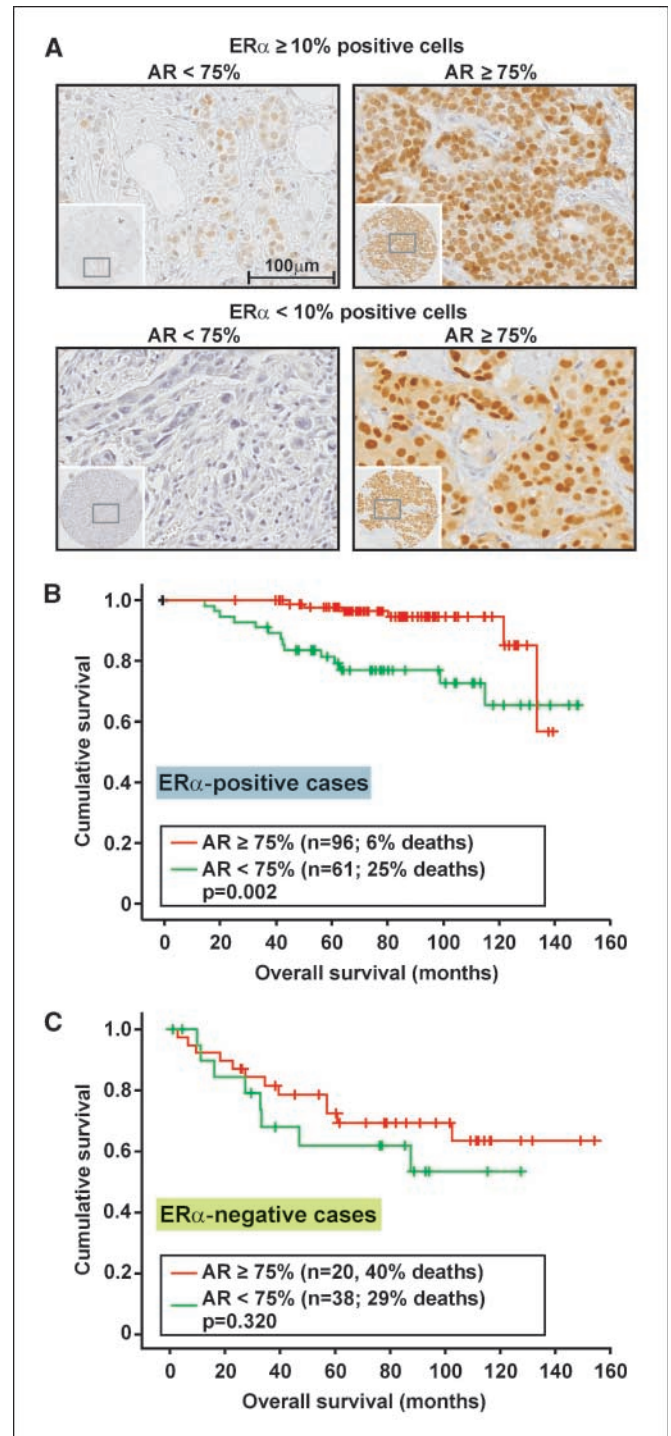 A
ERα ≥ 10% positive cells
AR < 75%
AR ≥ 75%
100μm
ERα < 10% positive cells
AR < 75%
AR ≥ 75%
B
Cumulative survival
1.0
0.8
0.6
0.4
0.2
0
ERα-positive cases
AR ≥ 75% (n=96; 6% deaths)
AR < 75% (n=61; 25% deaths)
p=0.002
0 20 40 60 80 100 120 140 160
Overall survival (months)
C
Cumulative survival
1.0
0.8
0.6
0.4
0.2
0
ERα-negative cases
AR ≥ 75% (n=20, 40% deaths)
AR < 75% (n=38; 29% deaths)
p=0.320
0 20 40 60 80 100 120 140 160
Overall survival (months)